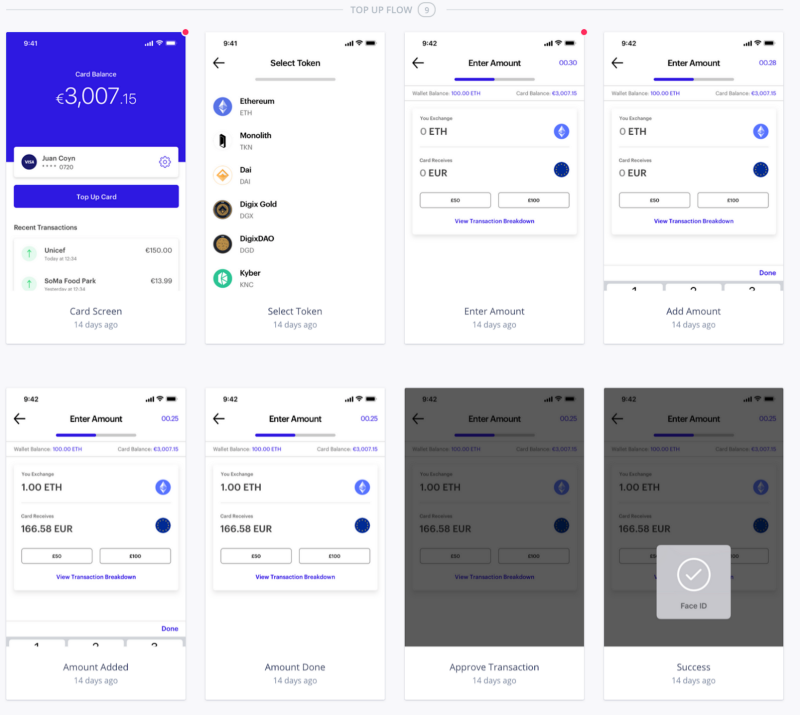 TOP UP FLOW 9
9:41
Card Balance
€3,007.15
VISA
Juan Coyn
**** 0720
Top Up Card
Recent Transactions
Unicef
Today at 12:34
€150.00
SoMa Food Park
Yesterday at 12:34
€13.99
Card Screen
14 days ago
9:41
Select Token
Ethereum
ETH
Monolith
TKN
Dai
DAI
Digix Gold
DGX
DigixDAO
DGD
Kyber
KNC
Select Token
14 days ago
9:42
Enter Amount
00.30
Wallet Balance: 100.00 ETH
Card Balance: €3,007.15
You Exchange
0 ETH
Card Receives
0 EUR
£50
£100
View Transaction Breakdown
Enter Amount
14 days ago
9:42
Enter Amount
00.28
Wallet Balance: 100.00 ETH
Card Balance: €3,007.15
You Exchange
0 ETH
Card Receives
0 EUR
£50
£100
View Transaction Breakdown
Done
1 2 3
Add Amount
14 days ago
9:42
Enter Amount
00.25
Wallet Balance: 100.00 ETH
Card Balance: €3,007.15
You Exchange
1.00 ETH
Card Receives
166.58 EUR
£50
£100
View Transaction Breakdown
Done
1 2 3
Amount Added
14 days ago
9:42
Enter Amount
00.25
Wallet Balance: 100.00 ETH
Card Balance: €3,007.15
You Exchange
1.00 ETH
Card Receives
166.58 EUR
£50
£100
View Transaction Breakdown
Amount Done
14 days ago
9:42
Enter Amount
00.25
Wallet Balance: 100.00 ETH
Card Balance: €3,007.15
You Exchange
1.00 ETH
Card Receives
166.58 EUR
£50
£100
View Transaction Breakdown
Approve Transaction
14 days ago
9:42
Enter Amount
00.25
Wallet Balance: 100.00 ETH
Card Balance: €3,007.15
You Exchange
1.00 ETH
Card Receives
166.58 EUR
Face ID
Success
14 days ago